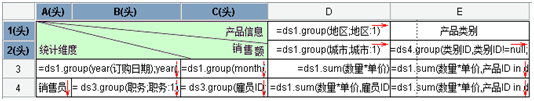 A(头) B(头) C(头) D E
1(头) 产品信息 =ds1.group(地区;地区:1) 产品类别
2(头) 统计维度 销售额 =ds1.group(城市;城市:1) =ds4.group(类别ID,类别ID!=null;
3 =ds1.group(year(订购日期);year =ds1.group(month =ds1.sum(数量*单价) =ds1.sum(数量*单价,产品ID in d
4 销售员 = ds3.group(职务;职务:1 = ds3.group(雇员ID =ds1.sum(数量*单价,雇员ID =ds1.sum(数量*单价,产品ID in d